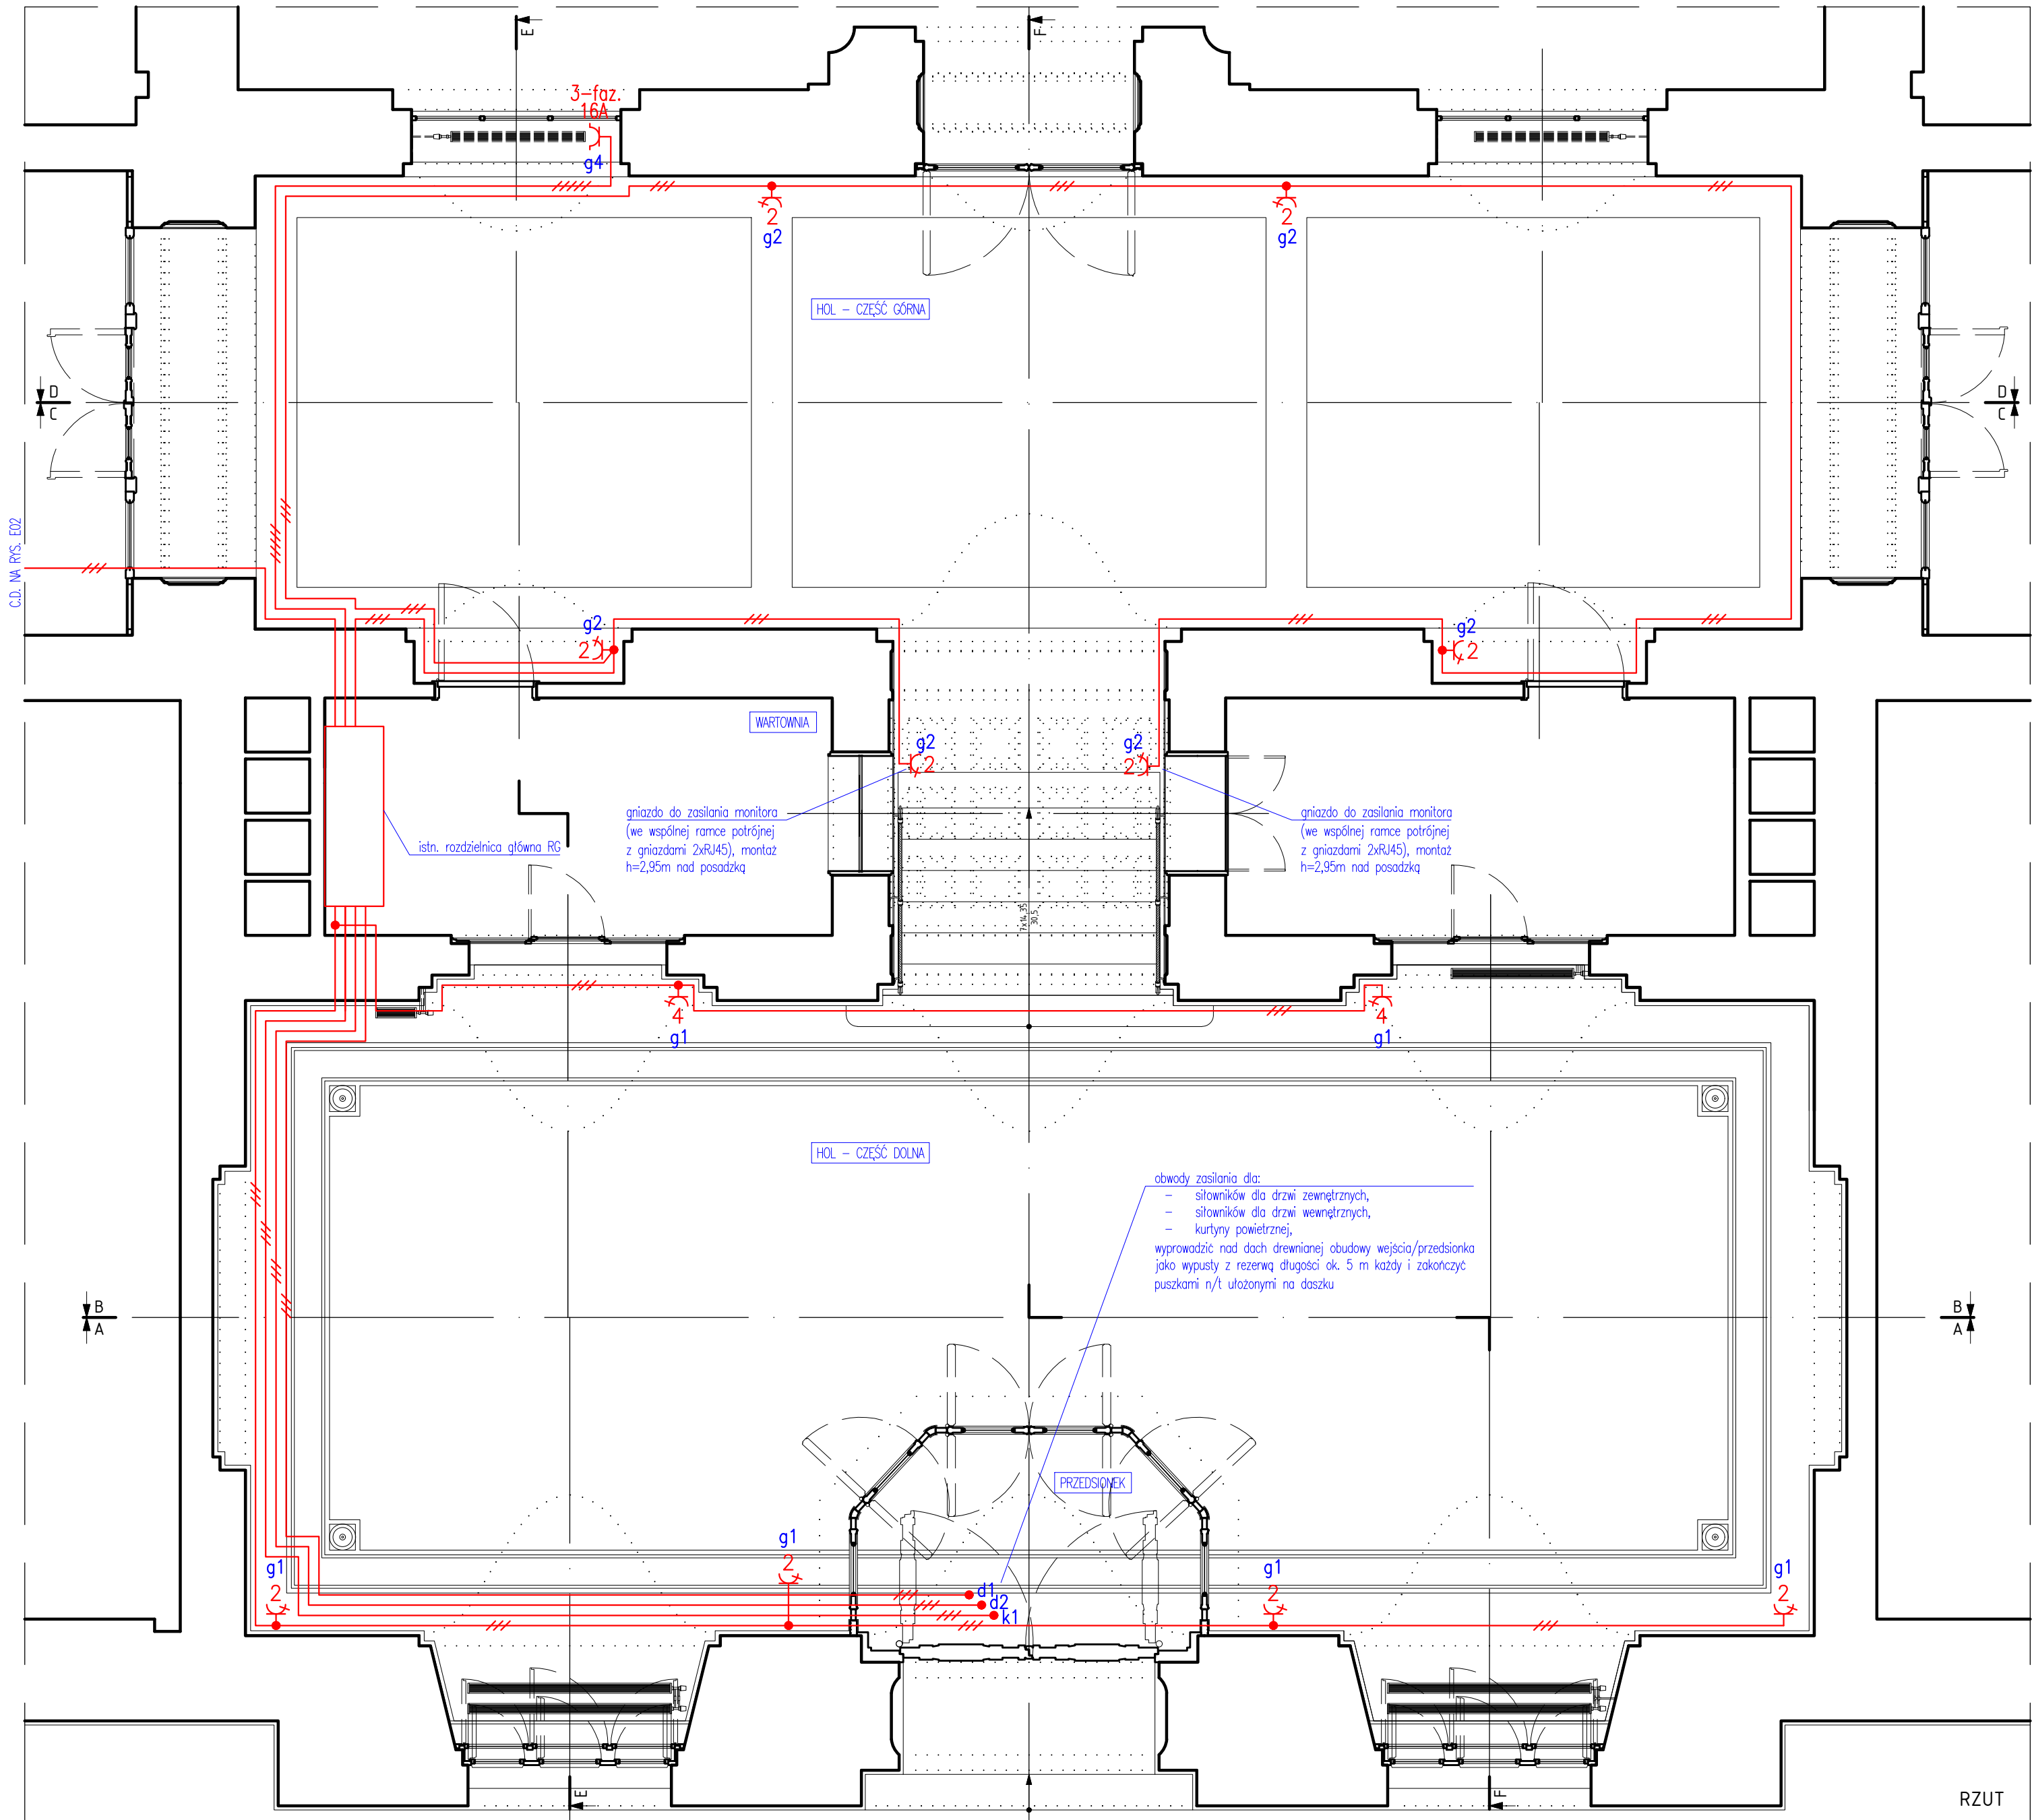 E
F
3-faz.
16A
g4
2
g2
2
g2
HOL – CZĘŚĆ GÓRNA
D
C
D
C
C.D. NA RYS. E02
g2
2
g2
2
WARTOWNIA
g2
2
g2
2
gniazdo do zasilania monitora
(we wspólnej ramce potrójnej
z gniazdami 2xRJ45), montaż
h=2,95m nad posadzką
gniazdo do zasilania monitora
(we wspólnej ramce potrójnej
z gniazdami 2xRJ45), montaż
h=2,95m nad posadzką
istn. rozdzielnica główna RG
7x14,35
30,5
4
g1
4
g1
HOL – CZĘŚĆ DOLNA
obwody zasilania dla:
– siłowników dla drzwi zewnętrznych,
– siłowników dla drzwi wewnętrznych,
– kurtyny powietrznej,
wyprowadzić nad dach drewnianej obudowy wejścia/przedsionka
jako wypusty z rezerwą długości ok. 5 m każdy i zakończyć
puszkami n/t ułożonymi na daszku
B
A
B
A
PRZEDSIONEK
g1
2
g1
2
g1
2
g1
2
d1
d2
k1
E
F
RZUT